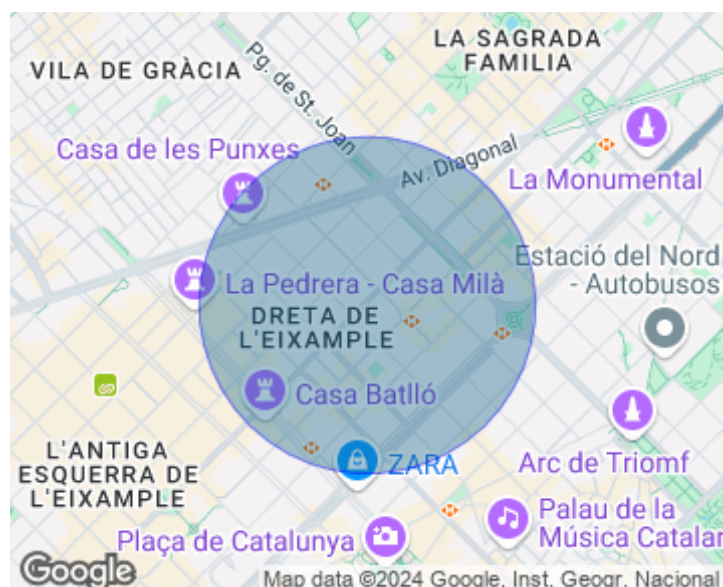 LA SAGRADA
FAMILIA
VILA DE GRÀCIA
Pg. de St. Joan
Casa de les Punxes
Av. Diagonal
La Monumental
Estació del Nord
- Autobusos
La Pedrera - Casa Milà
DRETA DE
L'EIXAMPLE
Casa Batlló
L'ANTIGA
ESQUERRA DE
L'EIXAMPLE
ZARA
Arc de Triomf
Palau de la
Música Catalan
Plaça de Catalunya
Google
Map data ©2024 Google, Inst. Geogr. Nacional